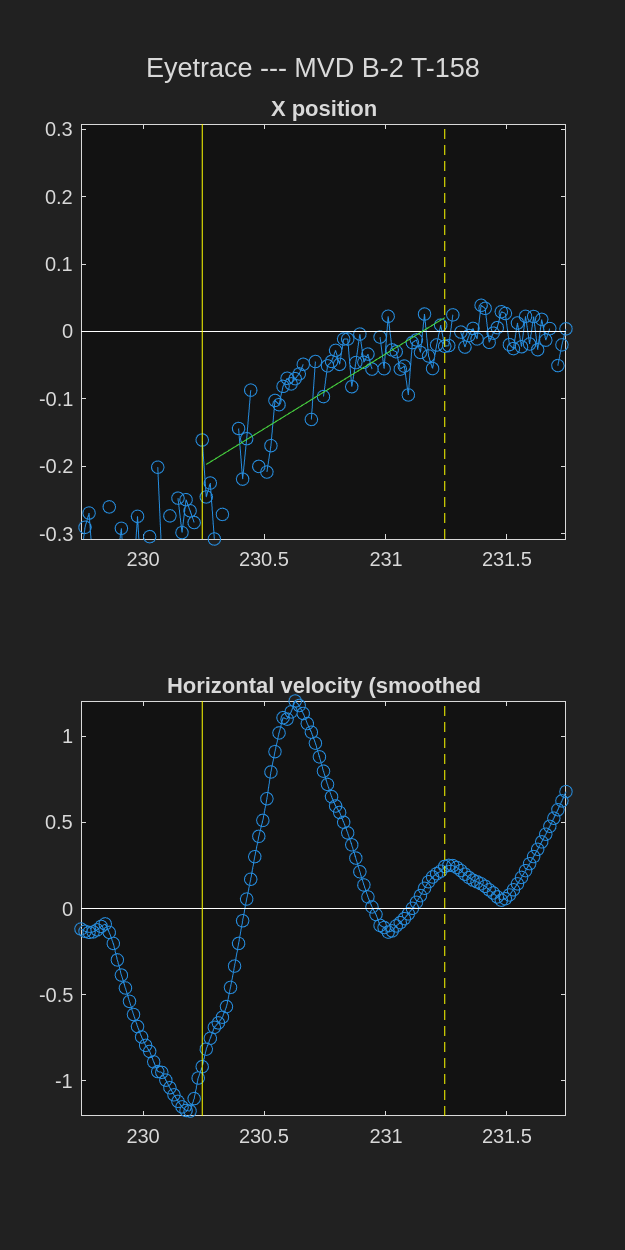 Eyetrace --- MVD B-2 T-158
X position
0.3
0.2
0.1
0
-0.1
-0.2
-0.3
230 230.5 231 231.5
Horizontal velocity (smoothed
1
0.5
0
-0.5
-1
230 230.5 231 231.5